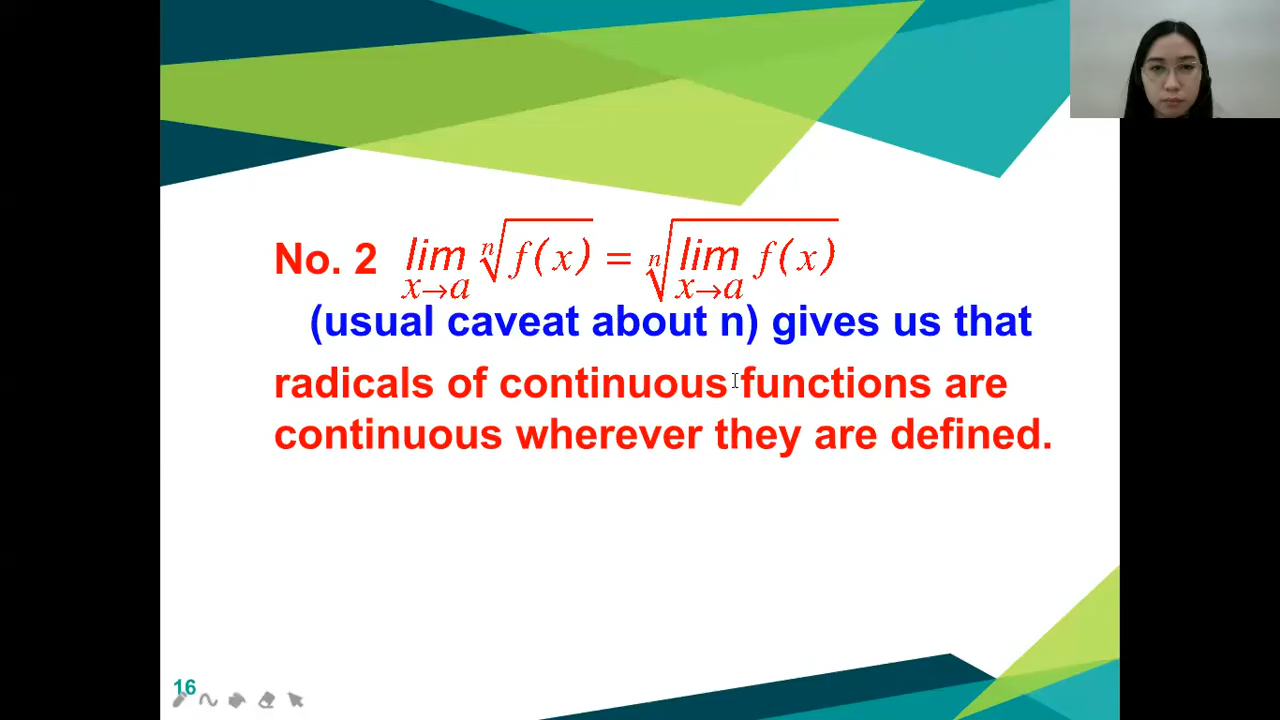 No. 2 lim x→a ⁿ√f(x) = ⁿ√lim x→a f(x)
(usual caveat about n) gives us that
radicals of continuous functions are
continuous wherever they are defined.
16